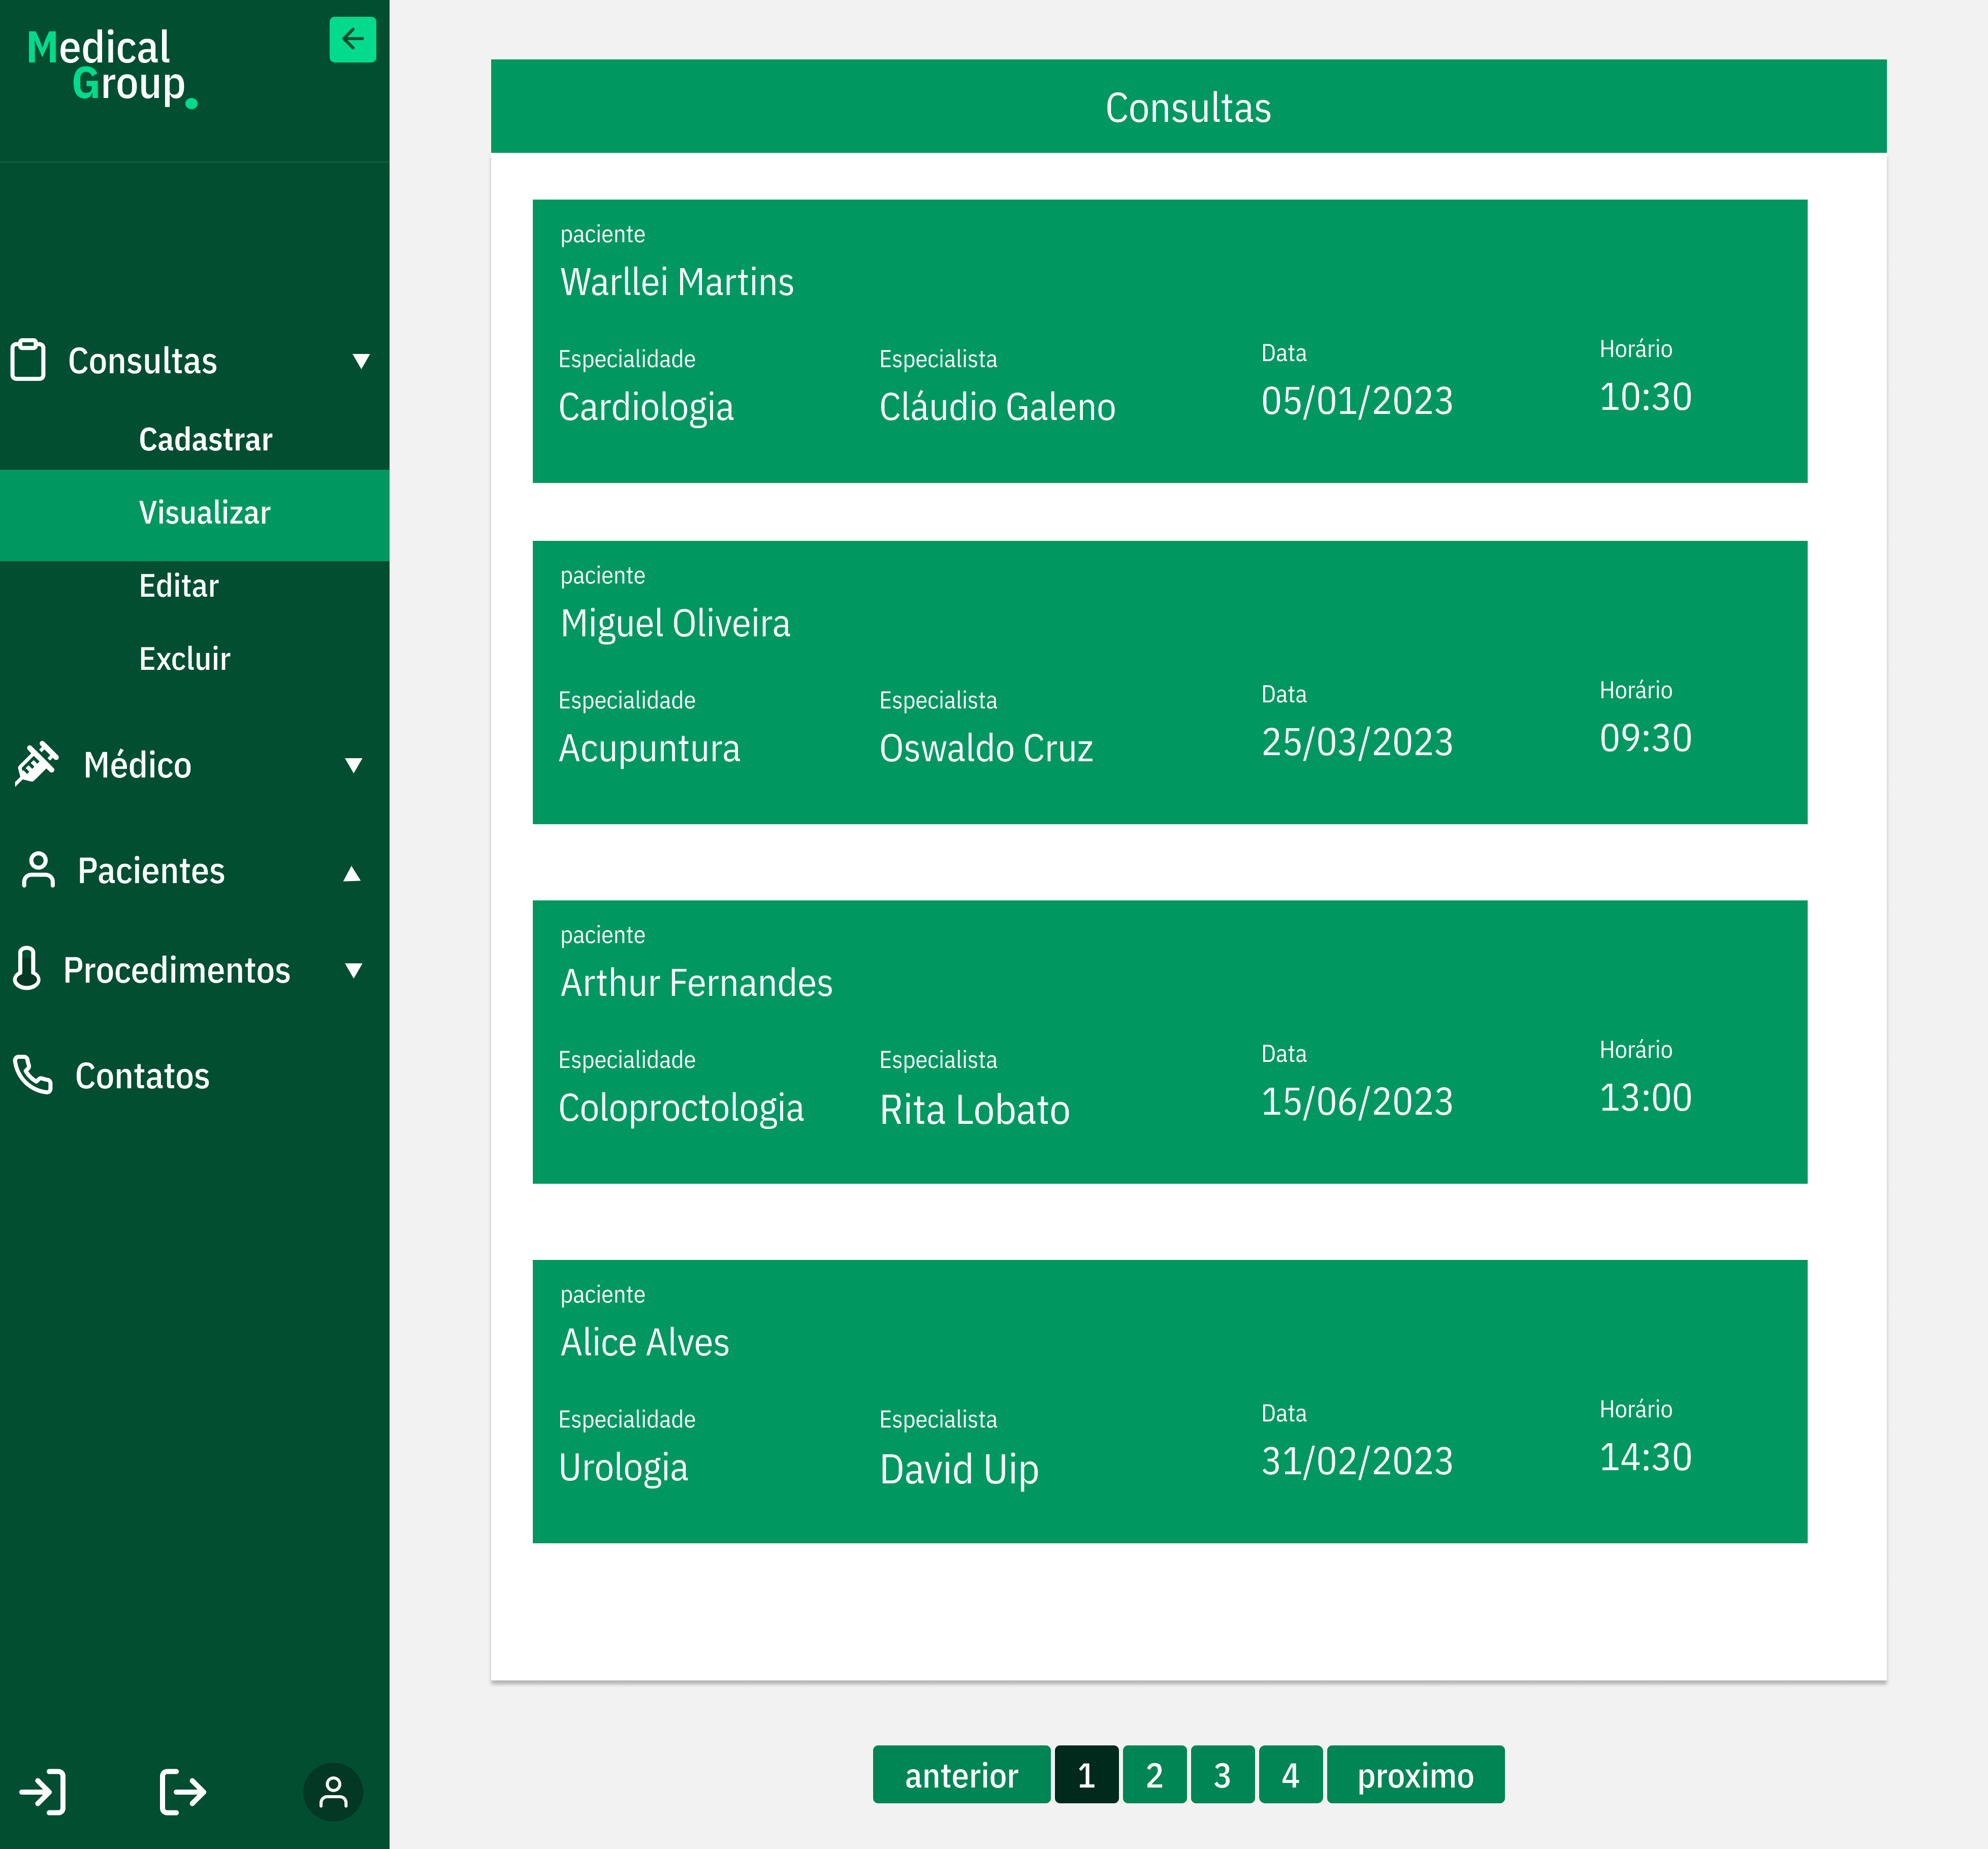 Medical
Group.
Consultas
Cadastrar
Visualizar
Editar
Excluir
Médico
Pacientes
Procedimentos
Contatos
Consultas
paciente
Warllei Martins
Especialidade Especialista Data Horário
Cardiologia Cláudio Galeno 05/01/2023 10:30
paciente
Miguel Oliveira
Especialidade Especialista Data Horário
Acupuntura Oswaldo Cruz 25/03/2023 09:30
paciente
Arthur Fernandes
Especialidade Especialista Data Horário
Coloproctologia Rita Lobato 15/06/2023 13:00
paciente
Alice Alves
Especialidade Especialista Data Horário
Urologia David Uip 31/02/2023 14:30
anterior 1 2 3 4 proximo